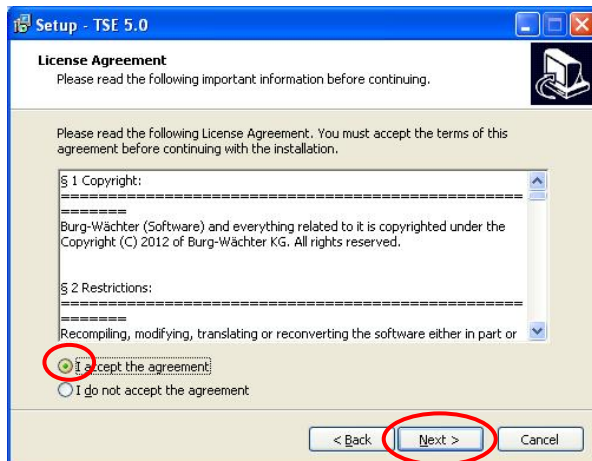 Setup - TSE 5.0
License Agreement
Please read the following important information before continuing.
Please read the following License Agreement. You must accept the terms of this
agreement before continuing with the installation.
§ 1 Copyright:
==================================================
=======
Burg-Wächter (Software) and everything related to it is copyrighted under the
Copyright (C) 2012 of Burg-Wächter KG. All rights reserved.
§ 2 Restrictions:
==================================================
=======
Recompiling, modifying, translating or reconverting the software either in part or
I accept the agreement
I do not accept the agreement
< Back
Next >
Cancel